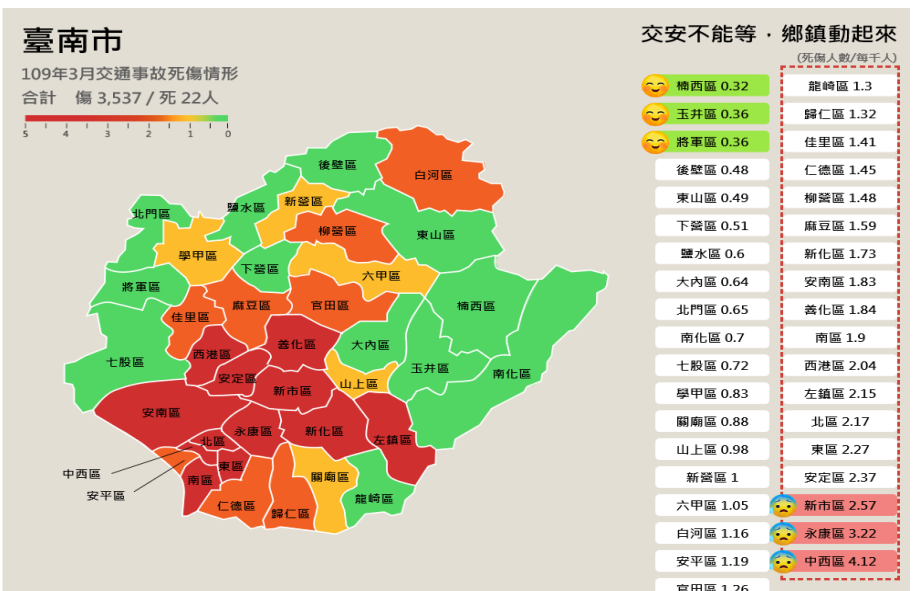 臺南市
109年3月交通事故死傷情形
合計 傷 3,537 / 死 22人
5 4 3 2 1 0
交安不能等·鄉鎮動起來
(死傷人數/每千人)
楠西區 0.32
玉井區 0.36
將軍區 0.36
後壁區 0.48
東山區 0.49
下營區 0.51
鹽水區 0.6
大內區 0.64
北門區 0.65
南化區 0.7
七股區 0.72
學甲區 0.83
關廟區 0.88
山上區 0.98
新營區 1
六甲區 1.05
白河區 1.16
安平區 1.19
官田區 1.26
龍崎區 1.3
歸仁區 1.32
佳里區 1.41
仁德區 1.45
柳營區 1.48
麻豆區 1.59
新化區 1.73
安南區 1.83
善化區 1.84
南區 1.9
西港區 2.04
左鎮區 2.15
北區 2.17
東區 2.27
安定區 2.37
新市區 2.57
永康區 3.22
中西區 4.12
後壁區
白河區
新營區
鹽水區
北門區
柳營區
東山區
學甲區
下營區
六甲區
將軍區
麻豆區
官田區
楠西區
佳里區
善化區
大內區
西港區
七股區
玉井區
南化區
安定區
山上區
新市區
安南區
永康區
新化區
左鎮區
北區
東區
中西區
關廟區
南區
安平區
龍崎區
仁德區
歸仁區